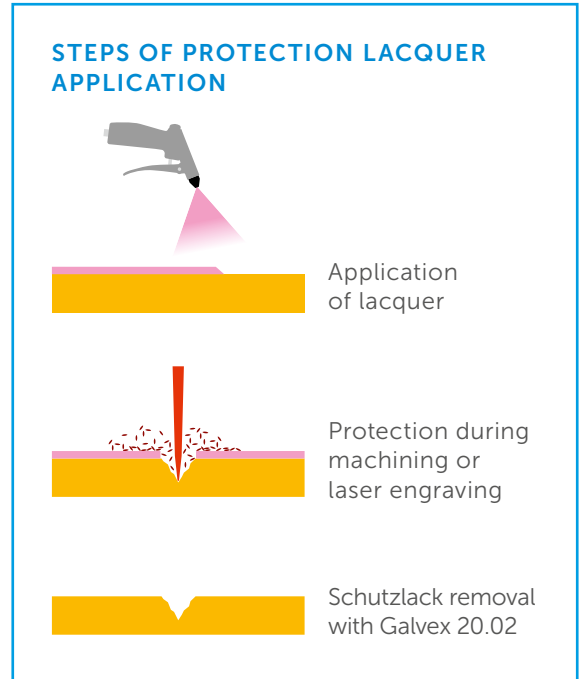 STEPS OF PROTECTION LACQUER
APPLICATION
Application
of lacquer
Protection during
machining or
laser engraving
Schutzlack removal
with Galvex 20.02